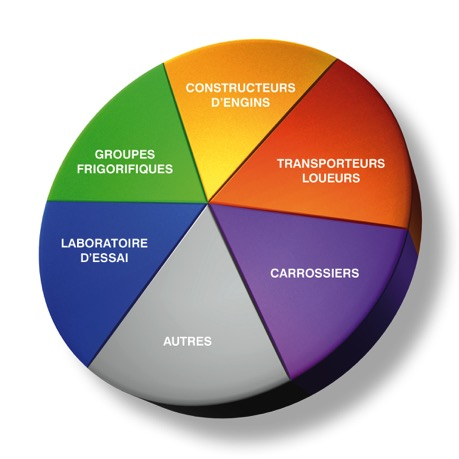 CONSTRUCTEURS
D'ENGINS
TRANSPORTEURS
LOUEURS
CARROSSIERS
AUTRES
LABORATOIRE
D'ESSAI
GROUPES
FRIGORIFIQUES